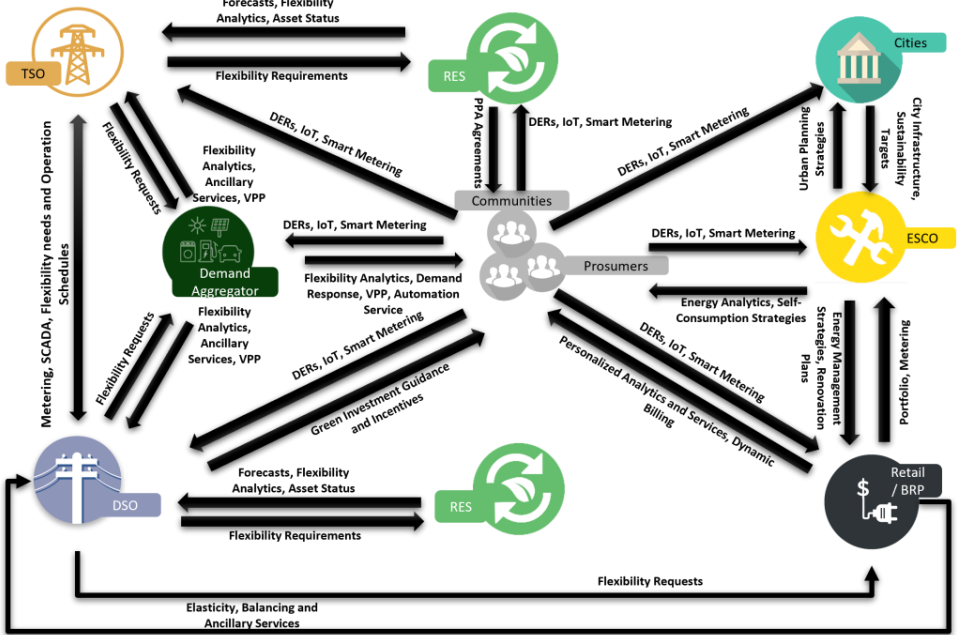 Forecasts, Flexibility
Analytics, Asset Status
Flexibility Requirements
TSO
RES
Cities
DERs, IoT, Smart Metering
PPA Agreements
DERs, IoT, Smart Metering
DERs, IoT, Smart Metering
Urban Planning
Strategies
City Infrastructure,
Sustainability
Targets
Flexibility Requests
Flexibility
Analytics,
Ancillary
Services, VPP
Communities
Prosumers
ESCO
Metering, SCADA, Flexibility needs and Operation
Schedules
Demand
Aggregator
DERs, IoT, Smart Metering
Flexibility Analytics, Demand
Response, VPP, Automation
Service
DERs, IoT, Smart Metering
Energy Analytics, Self-
Consumption Strategies
Flexibility
Analytics,
Ancillary
Services, VPP
Flexibility Requests
DERs, IoT, Smart Metering
Green Investment Guidance
and Incentives
DERs, IoT, Smart Metering
Personalized Analytics and Services, Dynamic
Billing
Energy Management
Strategies, Renovation
Plans
Portfolio, Metering
DSO
Forecasts, Flexibility
Analytics, Asset Status
Flexibility Requirements
RES
Retail
/ BRP
$
Flexibility Requests
Elasticity, Balancing and
Ancillary Services